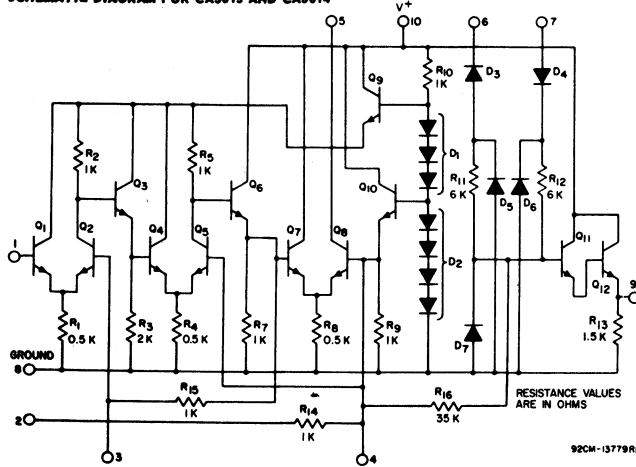 SCHEMATIC DIAGRAM FOR CA3013 AND CA3014
5
V+
10
6
7
R10
1K
D3
D4
Q9
R2
1K
R5
1K
Q3
Q6
D1
Q10
R11
6K
D5
D6
R12
6K
Q1
Q2
Q4
Q5
Q7
Q8
Q11
1
D2
Q12
9
R1
0.5K
R3
2K
R4
0.5K
R7
1K
R8
0.5K
R9
1K
D7
R13
1.5K
GROUND
8
R15
1K
R16
35K
RESISTANCE VALUES
ARE IN OHMS
2
R14
1K
3
4
92CM-13779R